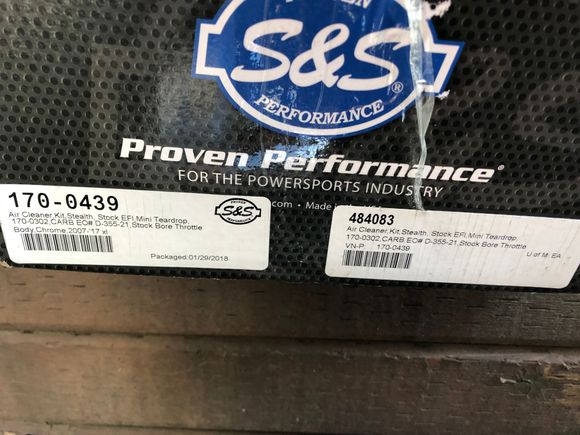 S&S
®
PERFORMANCE
Proven Performance®
FOR THE POWERSPORTS INDUSTRY
.com • Made
170-0439
Air Cleaner,Kit,Stealth, Stock EFI,Mini Teardrop,
170-0302,CARB EO# D-355-21,Stock Bore Throttle
Body,Chrome,2007-'17 xl
S&S
Packaged:01/29/2018
484083
Air Cleaner,Kit,Stealth, Stock EFI,Mini Teardrop,
170-0302,CARB EO# D-355-21,Stock Bore Throttle
VN-P: 170-0439
U of M: EA